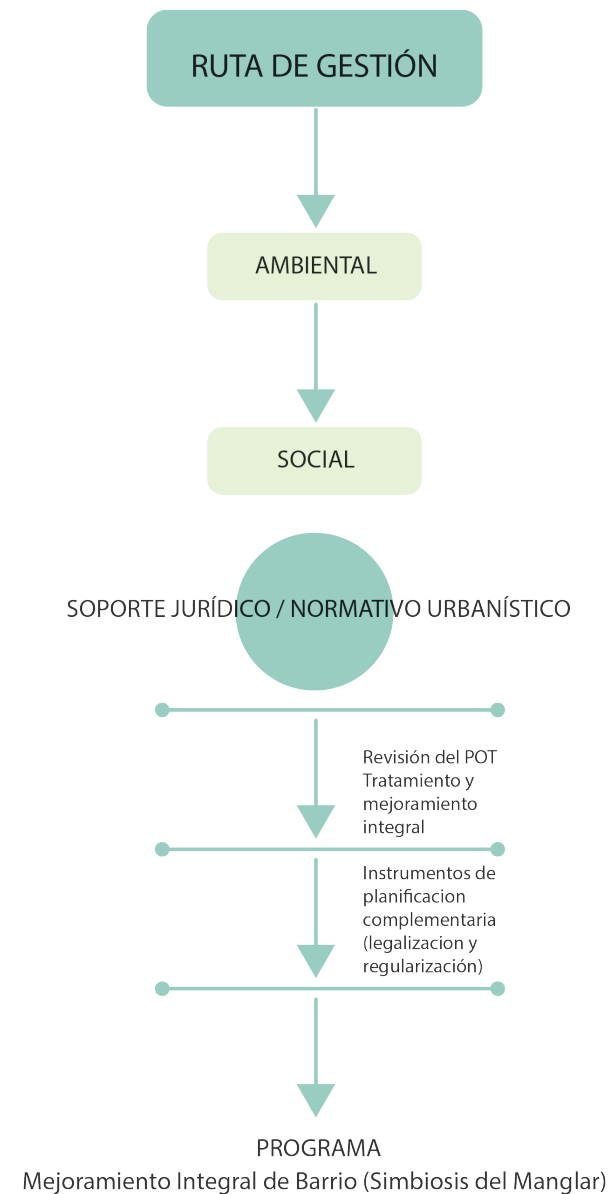 RUTA DE GESTIÓN
AMBIENTAL
SOCIAL
SOPORTE JURÍDICO / NORMATIVO URBANÍSTICO
Revisión del POT
Tratamiento y
mejoramiento
integral
Instrumentos de
planificacion
complementaria
(legalizacion y
regularización)
PROGRAMA
Mejoramiento Integral de Barrio (Simbiosis del Manglar)